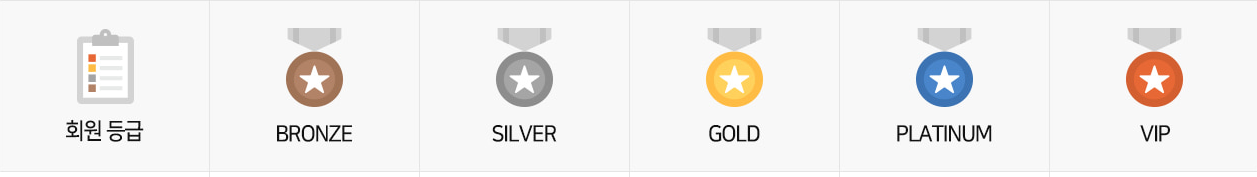 회원 등급
BRONZE
SILVER
GOLD
PLATINUM
VIP